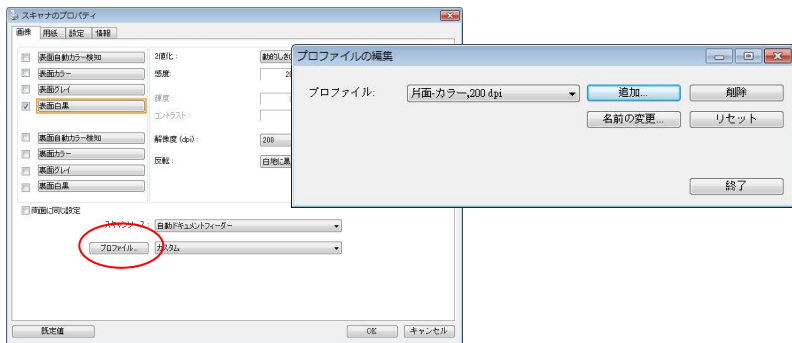 スキャナのプロパティ
画像 用紙 設定 情報
表面自動カラー検知
表面カラー
表面グレイ
表面白黒
裏面自動カラー検知
裏面カラー
裏面グレイ
裏面白黒
2値化:
感度:
輝度:
コントラスト:
解像度 (dpi):
200
反転:
両面に同じ設定
スキャンソース: 自動ドキュメントフィーダー
プロファイル... カスタム
既定値 OK キャンセル
プロファイルの編集
プロファイル: 片面-カラー,200 dpi 追加... 削除
名前の変更... リセット
終了